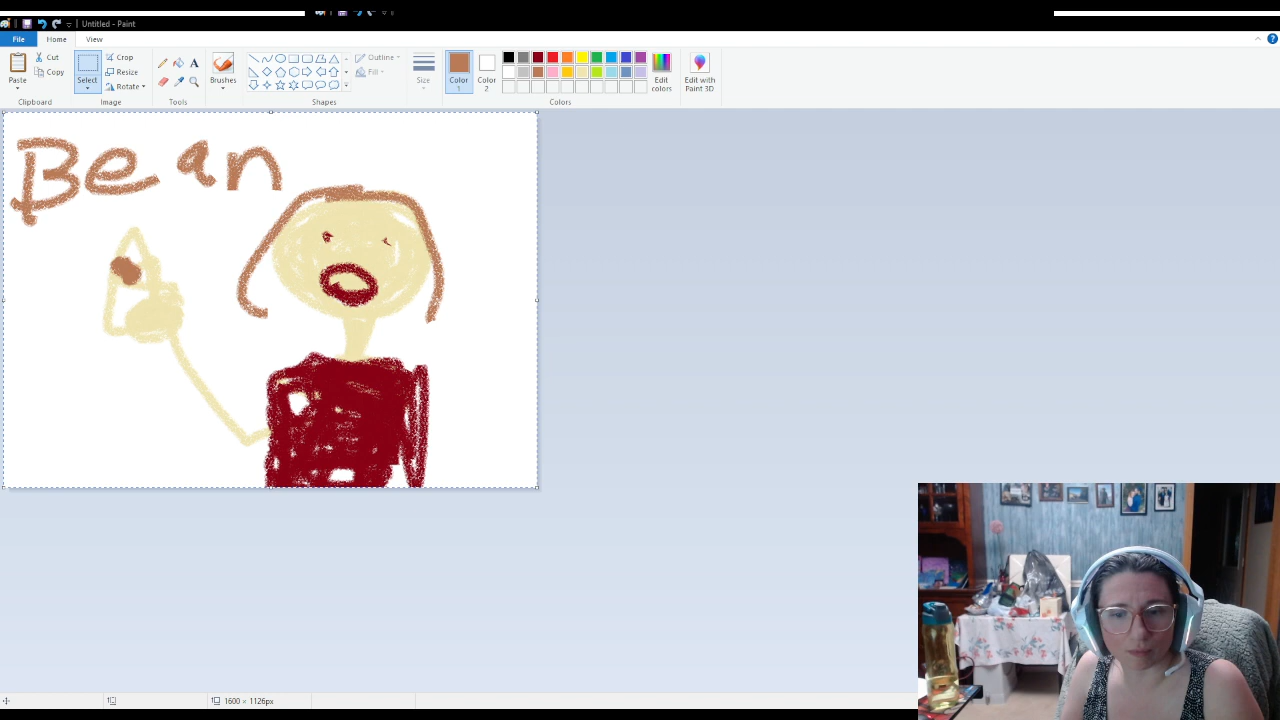 Untitled - Paint
File Home View
Paste Cut Copy Select Crop Resize Rotate Brushes Outline Fill Size Color 1 Color 2 Edit colors Edit with Paint 3D
Clipboard Image Tools Shapes Colors
Bean
1600 × 1126px